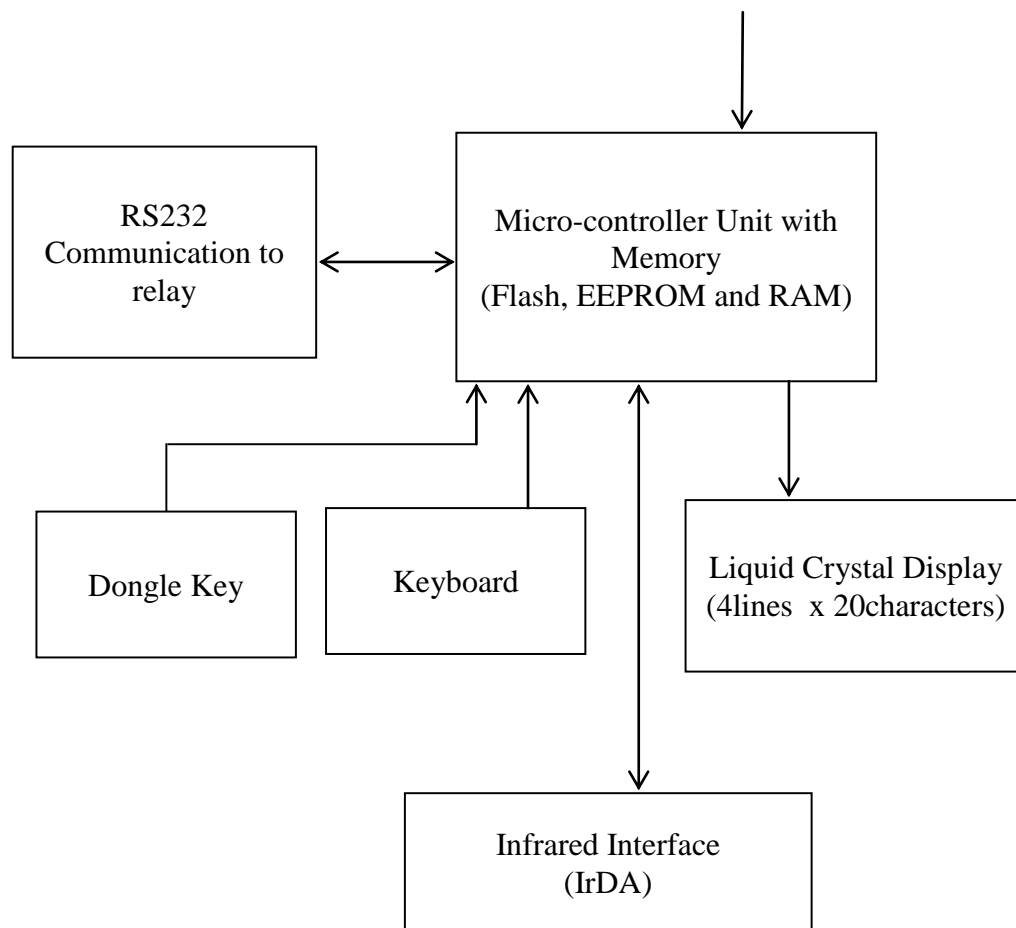 RS232
Communication to
relay
Micro-controller Unit with
Memory
(Flash, EEPROM and RAM)
Dongle Key
Keyboard
Liquid Crystal Display
(4lines  x 20characters)
Infrared Interface
(IrDA)